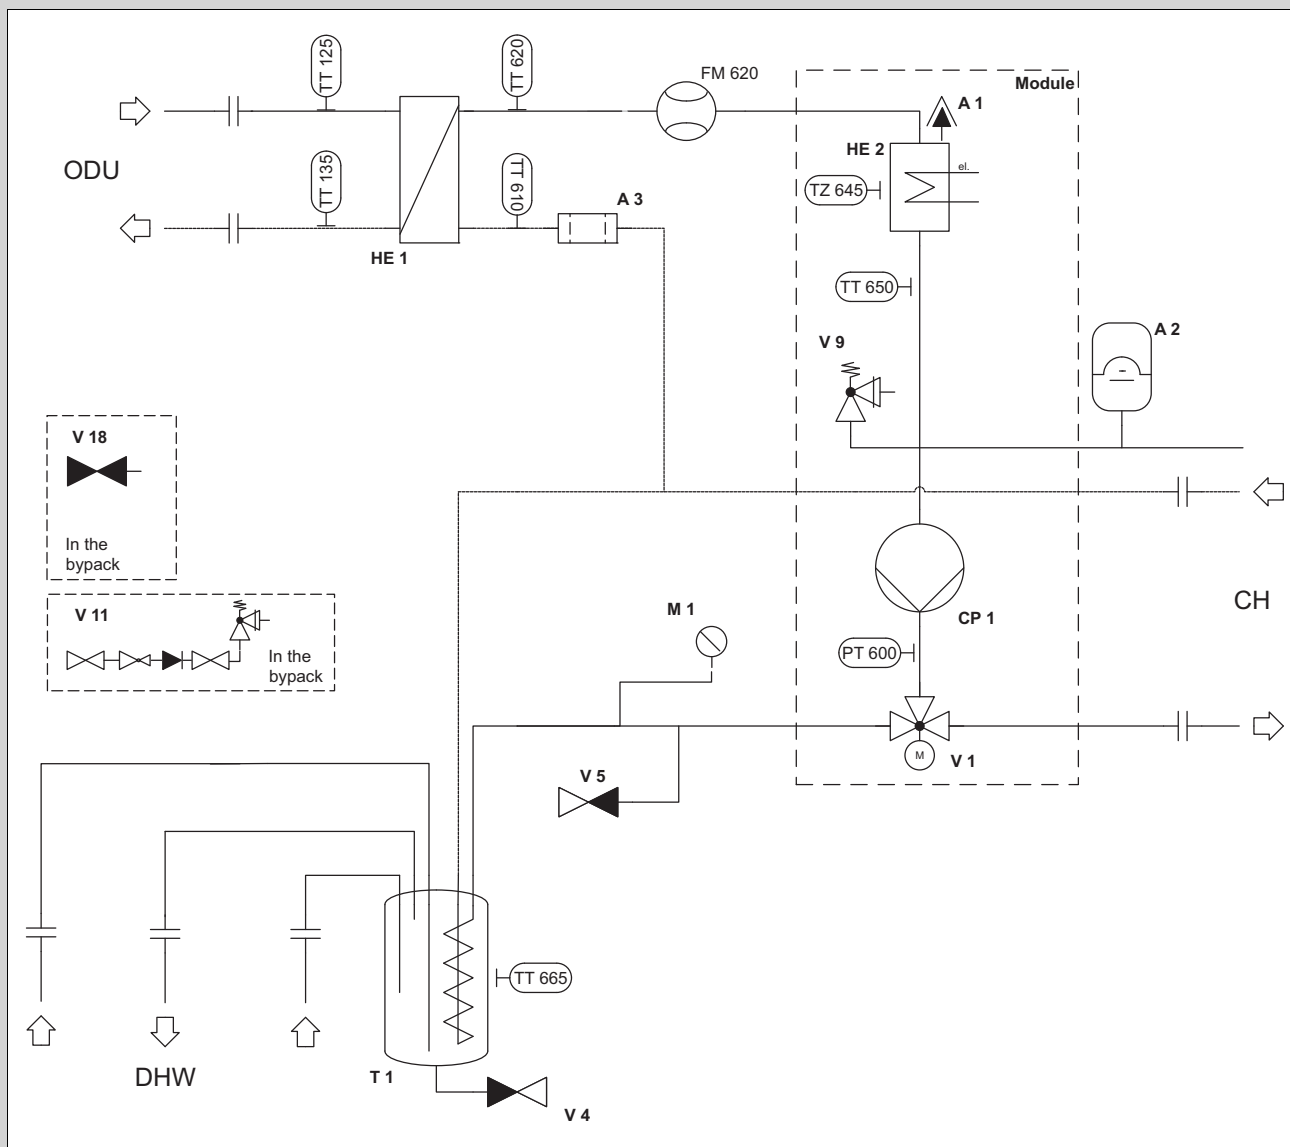 TT 125
TT 620
FM 620
Module
A 1
HE 2
el.
ODU
TT 135
TT 610
A 3
TZ 645
HE 1
TT 650
V 9
A 2
V 18
In the
bypack
CH
V 11
M 1
CP 1
In the
bypack
PT 600
V 5
M
V 1
TT 665
DHW
T 1
V 4